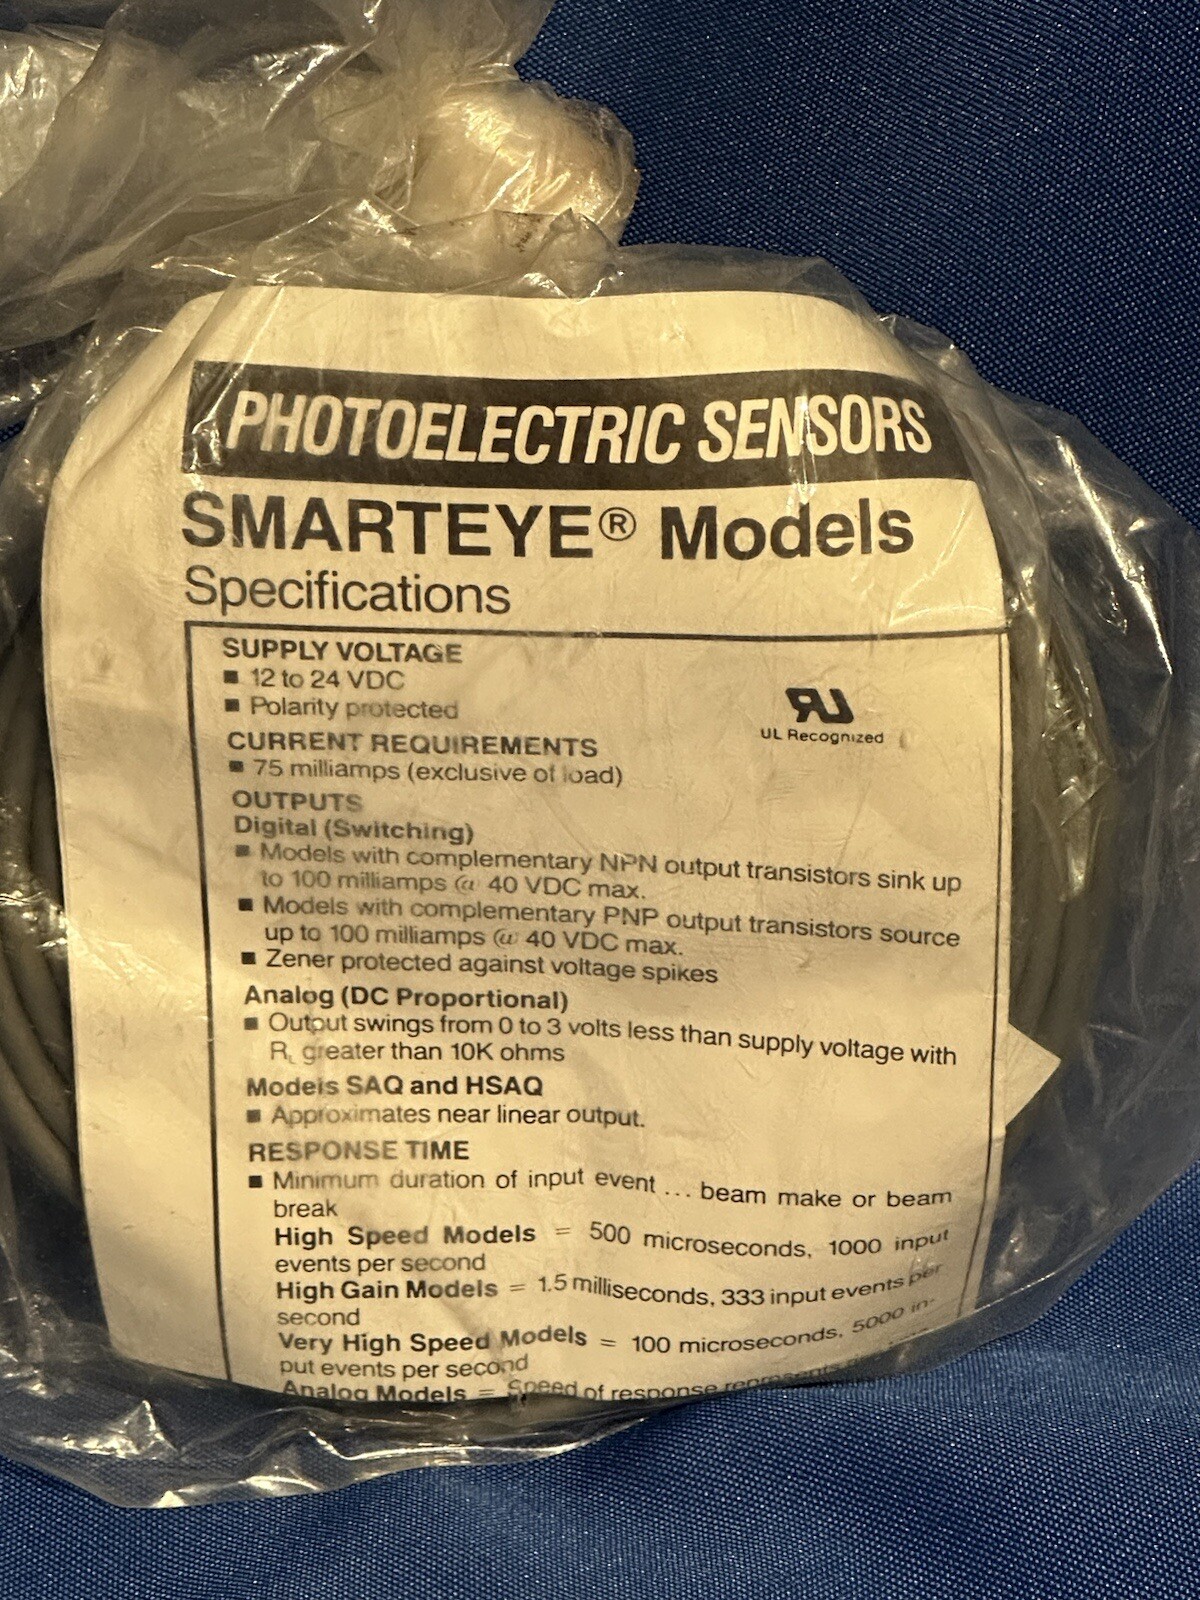 PHOTOELECTRIC SENSORS
SMARTEYE® Models
Specifications
SUPPLY VOLTAGE
■ 12 to 24 VDC
■ Polarity protected
UL Recognized
CURRENT REQUIREMENTS
■ 75 milliamps (exclusive of load)
OUTPUTS
Digital (Switching)
■ Models with complementary NPN output transistors sink up
to 100 milliamps @ 40 VDC max.
■ Models with complementary PNP output transistors source
up to 100 milliamps @ 40 VDC max.
■ Zener protected against voltage spikes
Analog (DC Proportional)
■ Output swings from 0 to 3 volts less than supply voltage with
RL greater than 10K ohms
Models SAQ and HSAQ
■ Approximates near linear output.
RESPONSE TIME
■ Minimum duration of input event ... beam make or beam
break
High Speed Models = 500 microseconds, 1000 input
events per second
High Gain Models = 1.5 milliseconds, 333 input events per
second
Very High Speed Models = 100 microseconds, 5000 in-
put events per second
Analog Models = Speed of response represents